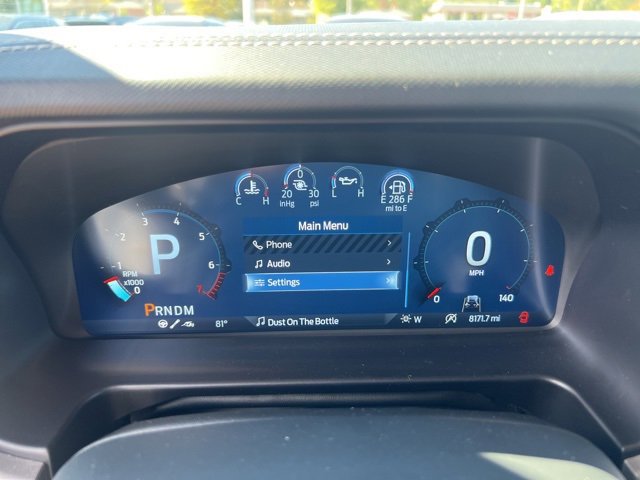 0
20 30
C H inHg psi L H E 286 F
mi to E
Main Menu
Phone
Audio
Settings
1 2 3 4 5 6 7
RPM
x1000
0
P
PRNDM
0
MPH
0 140
81°
Dust On The Bottle
W
8171.7 mi